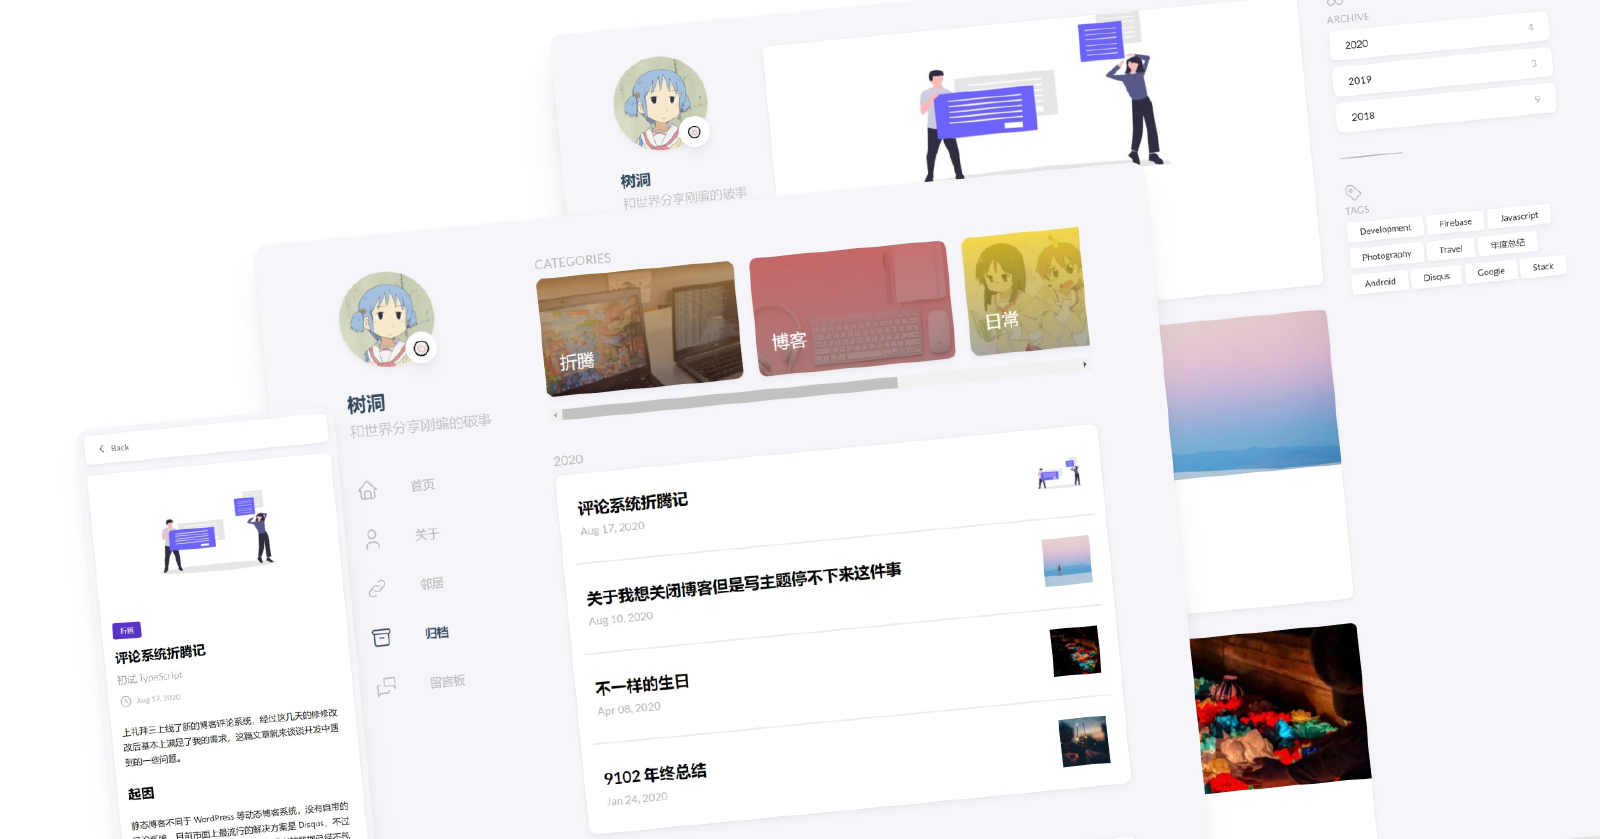 树洞
和世界分享刚编的破事
ARCHIVE
2020 4
2019 3
2018 9
TAGS
Development Firebase Javascript
Photography Travel 年度总结
Android Disqus Google Stack
树洞
和世界分享刚编的破事
首页
关于
邻居
归档
留言板
CATEGORIES
折腾
博客
日常
2020
评论系统折腾记
Aug 17, 2020
关于我想关闭博客但是写主题停不下来这件事
Aug 10, 2020
不一样的生日
Apr 08, 2020
9102 年终总结
Jan 24, 2020
Back
折腾
评论系统折腾记
初试 TypeScript
Aug 17, 2020
上礼拜三上线了新的博客评论系统，经过这几天的修修改
改后基本上满足了我的需求，这篇文章就来谈谈开发中遇
到的一些问题。
起因
静态博客不同于 WordPress 等动态博客系统，没有自带的
评论系统，目前市面上最流行的解决方案是 Disqus，不过